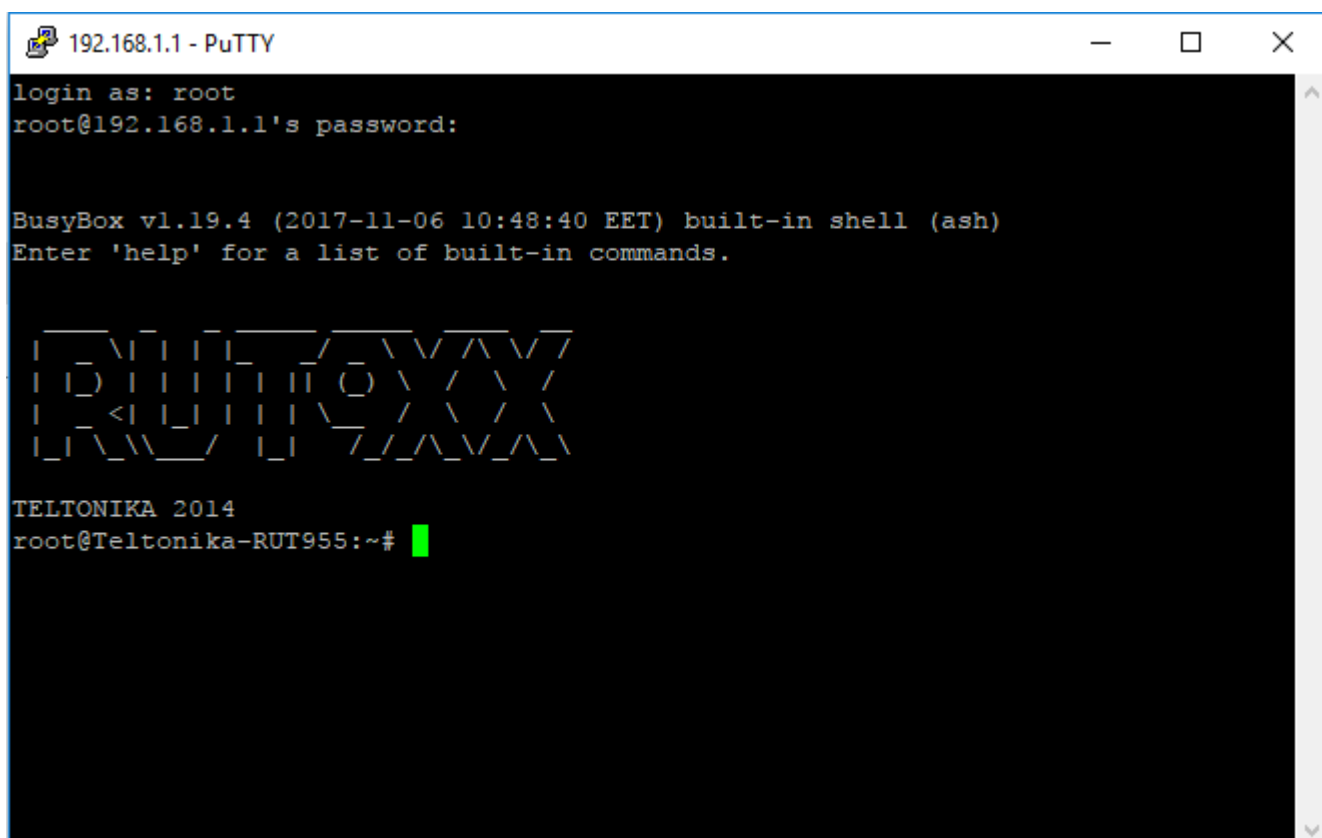 192.168.1.1 - PuTTY
login as: root
root@192.168.1.1's password:
BusyBox v1.19.4 (2017-11-06 10:48:40 EET) built-in shell (ash)
Enter 'help' for a list of built-in commands.
RUT9XX
TELTONIKA 2014
root@Teltonika-RUT955:~#